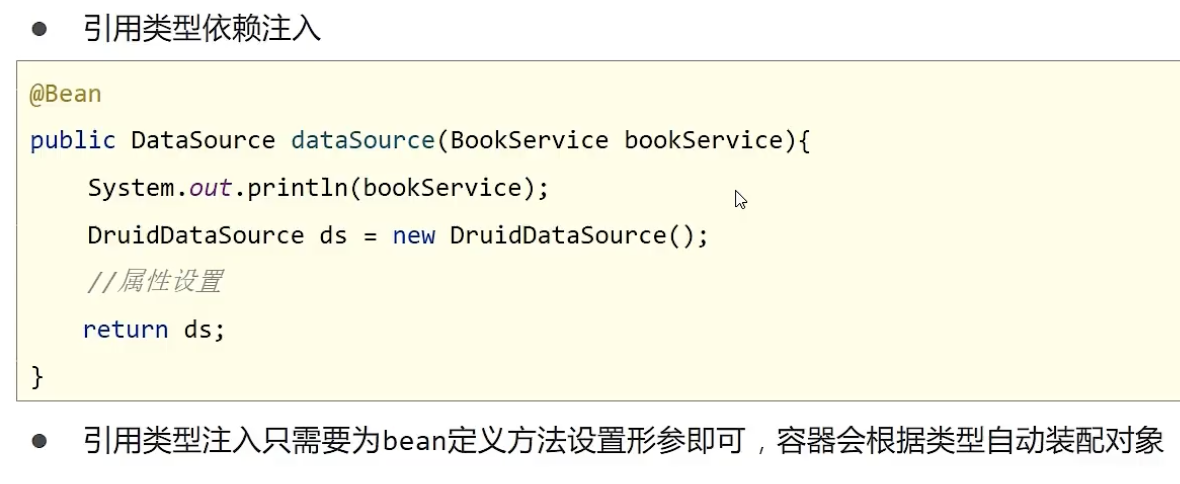 ● 引用类型依赖注入
@Bean
public DataSource dataSource(BookService bookService){
System.out.println(bookService);
DruidDataSource ds = new DruidDataSource();
//属性设置
return ds;
}
● 引用类型注入只需要为bean定义方法设置形参即可，容器会根据类型自动装配对象